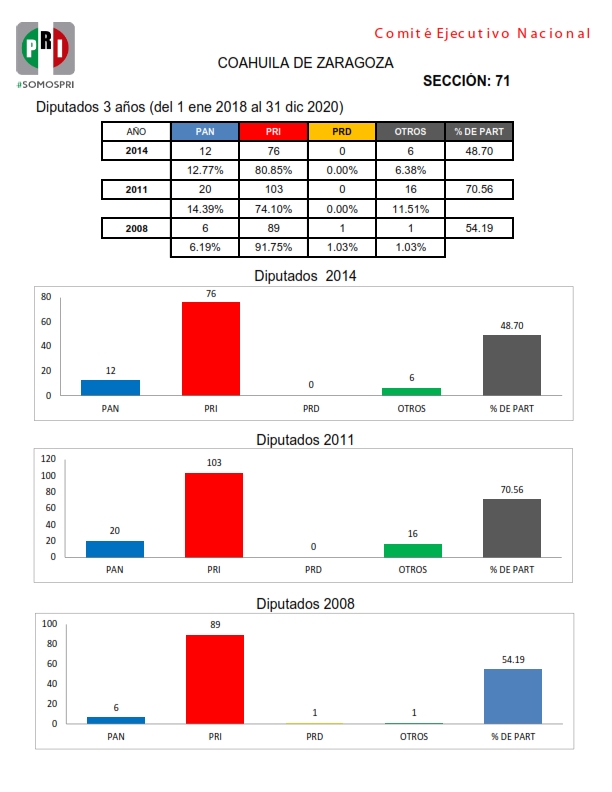 PRI
#SOMOSPRI
Comité Ejecutivo Nacional
COAHUILA DE ZARAGOZA
SECCIÓN: 71
Diputados 3 años (del 1 ene 2018 al 31 dic 2020)
AÑO PAN PRI PRD OTROS % DE PART
2014 12 76 0 6 48.70
12.77% 80.85% 0.00% 6.38%
2011 20 103 0 16 70.56
14.39% 74.10% 0.00% 11.51%
2008 6 89 1 1 54.19
6.19% 91.75% 1.03% 1.03%
Diputados 2014
80
60
40
20
0
12
76
0
6
48.70
PAN PRI PRD OTROS % DE PART
Diputados 2011
120
100
80
60
40
20
0
20
103
0
16
70.56
PAN PRI PRD OTROS % DE PART
Diputados 2008
100
80
60
40
20
0
6
89
1
1
54.19
PAN PRI PRD OTROS % DE PART